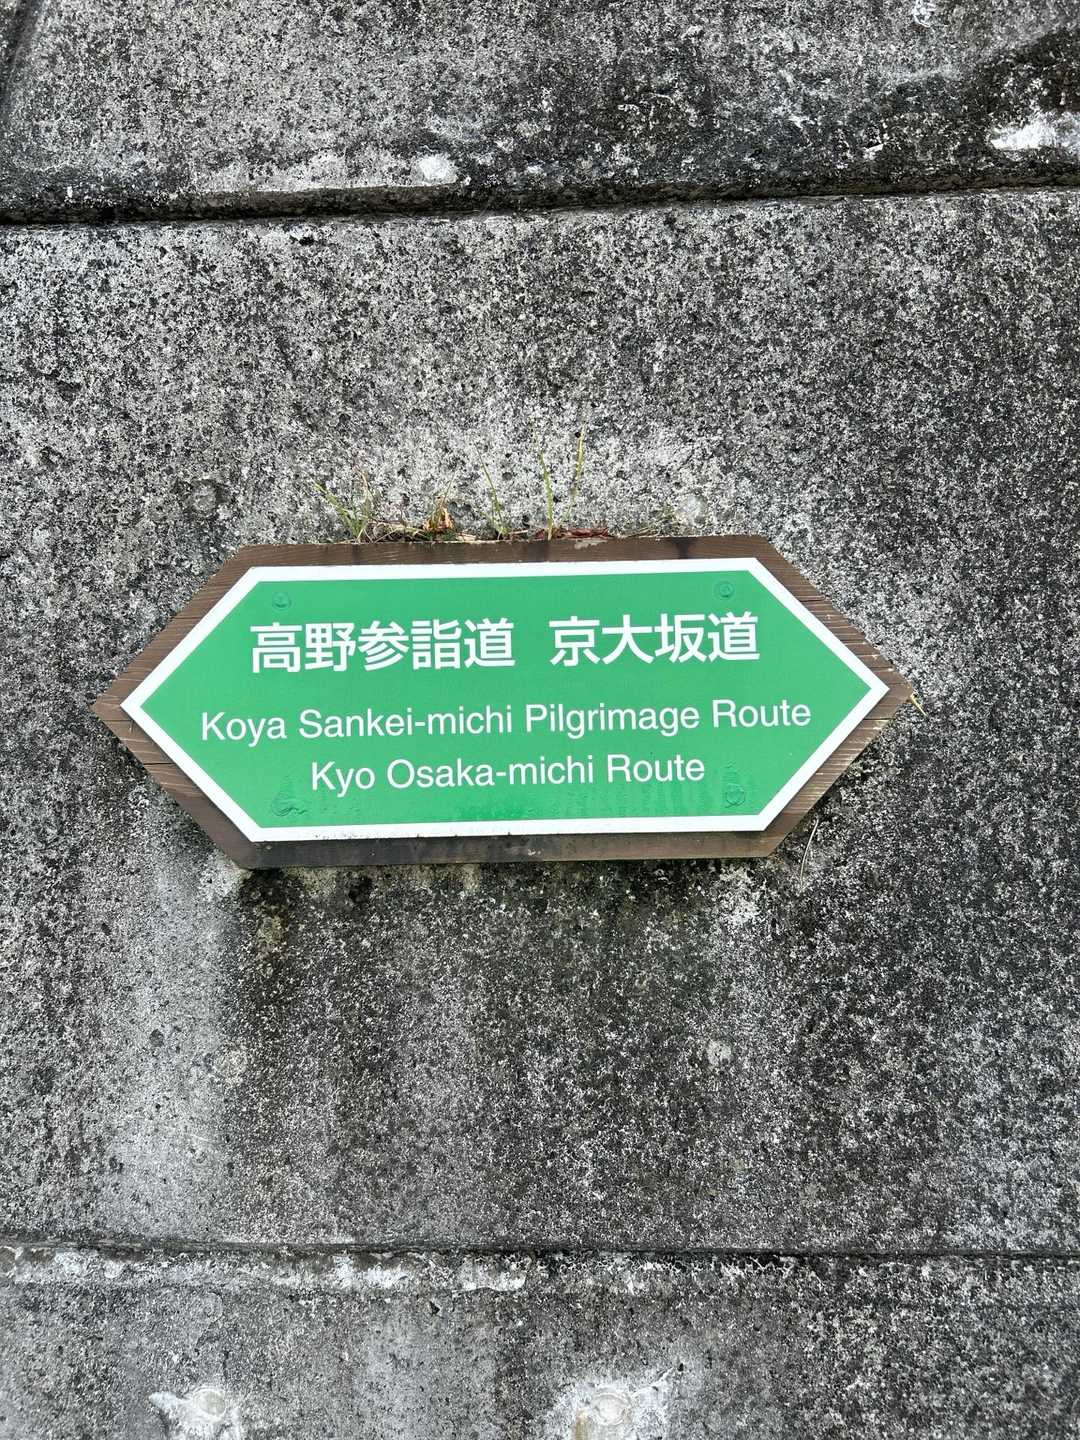 高野参詣道 京大坂道
Koya Sankei-michi Pilgrimage Route
Kyo Osaka-michi Route